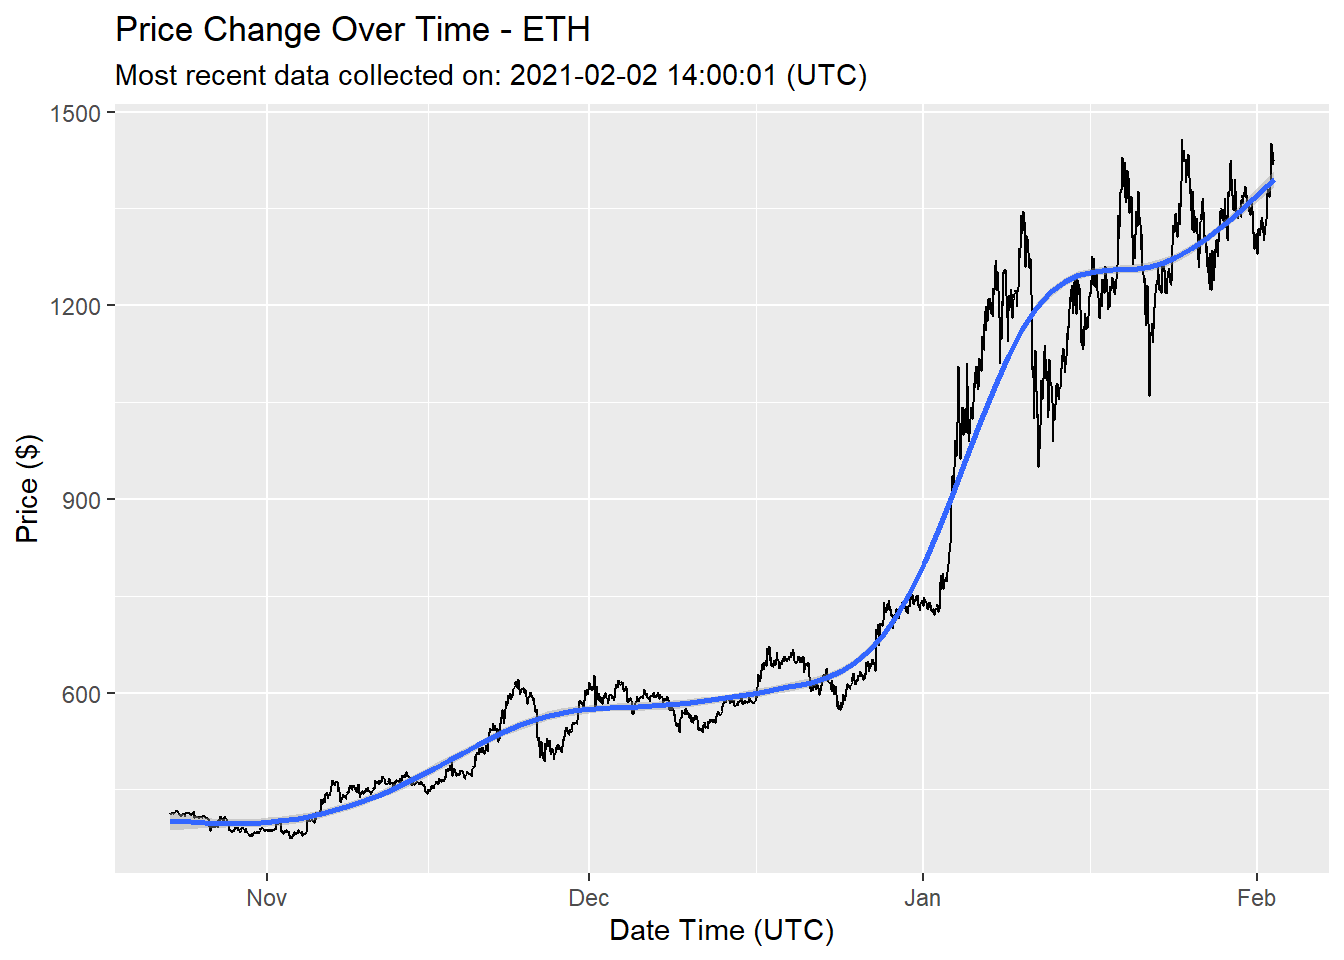 Price Change Over Time - ETH
Most recent data collected on: 2021-02-02 14:00:01 (UTC)
Price ($)
1500
1200
900
600
Nov Dec Jan Feb
Date Time (UTC)